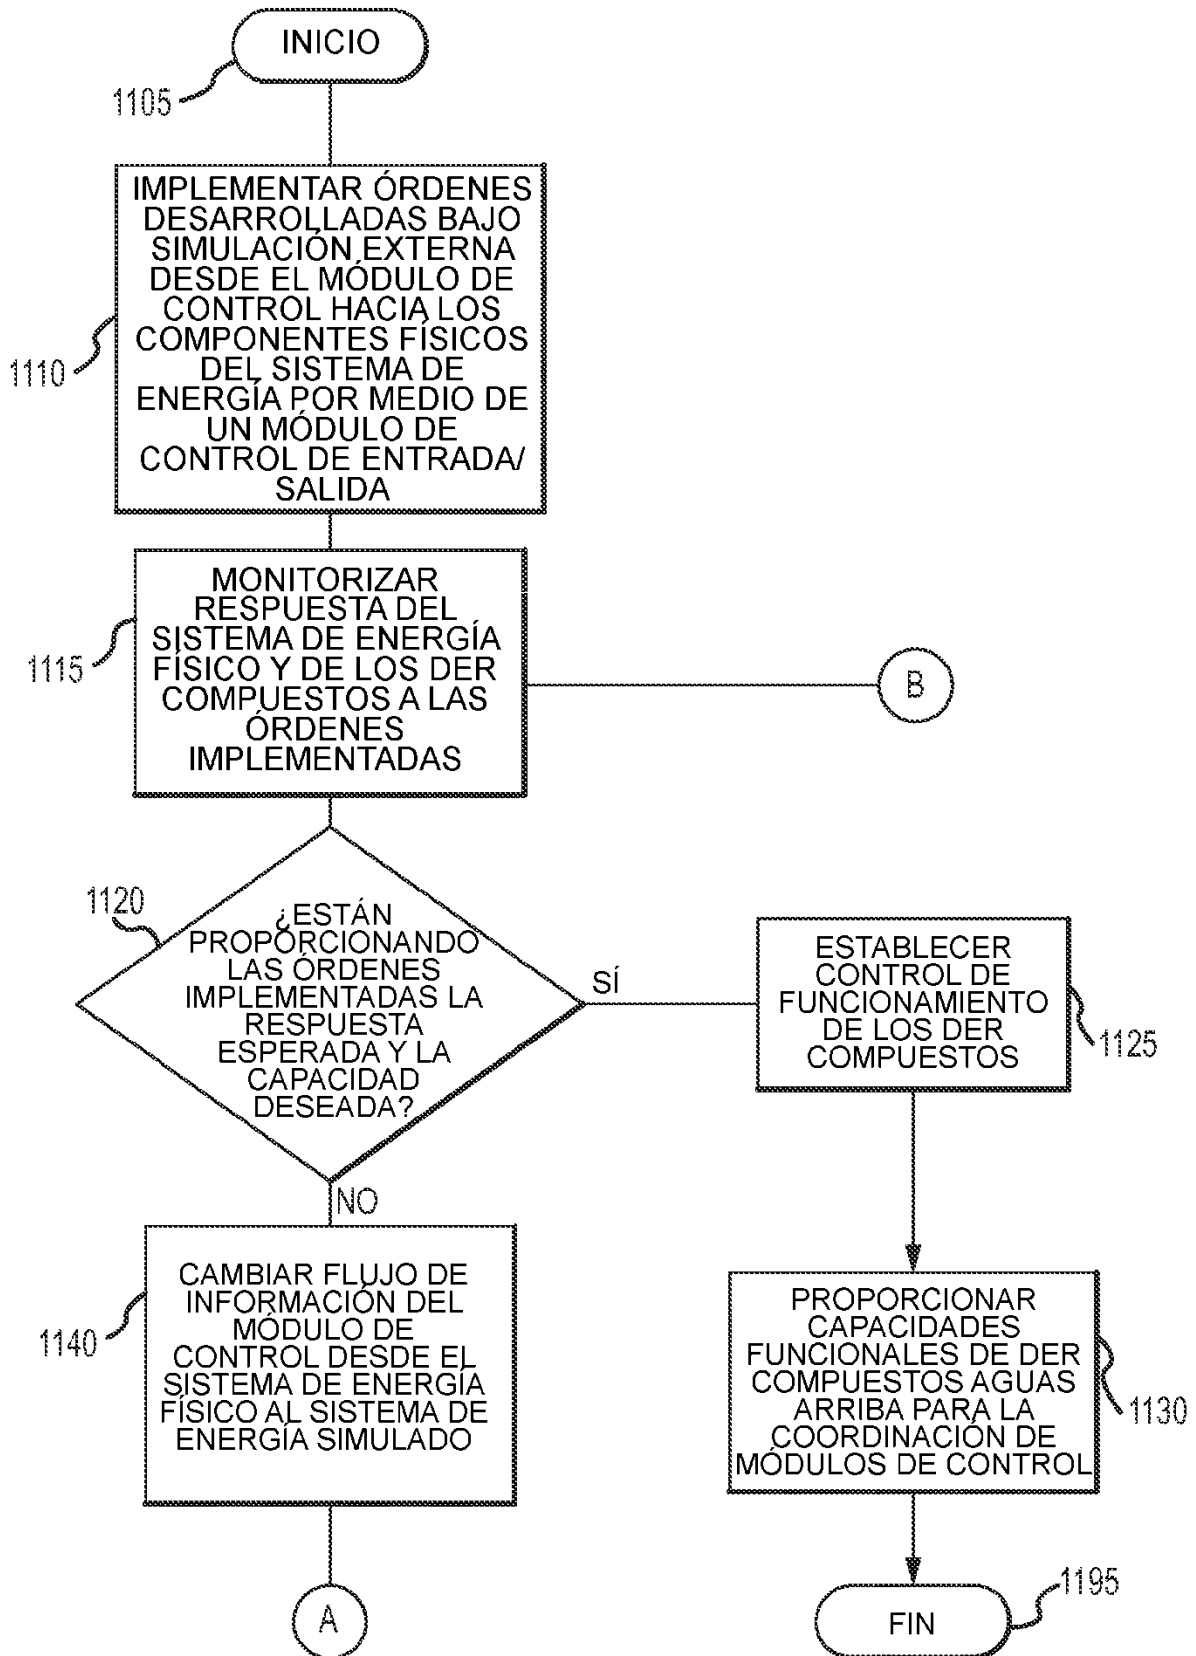 INICIO
1105
IMPLEMENTAR ÓRDENES
DESARROLLADAS BAJO
SIMULACIÓN EXTERNA
DESDE EL MÓDULO DE
CONTROL HACIA LOS
COMPONENTES FÍSICOS
DEL SISTEMA DE
ENERGÍA POR MEDIO DE
UN MÓDULO DE
CONTROL DE ENTRADA/
SALIDA
1110
MONITORIZAR
RESPUESTA DEL
SISTEMA DE ENERGÍA
FÍSICO Y DE LOS DER
COMPUESTOS A LAS
ÓRDENES
IMPLEMENTADAS
1115
B
1120
¿ESTÁN
PROPORCIONANDO
LAS ÓRDENES
IMPLEMENTADAS LA
RESPUESTA
ESPERADA Y LA
CAPACIDAD
DESEADA?
SÍ
ESTABLECER
CONTROL DE
FUNCIONAMIENTO
DE LOS DER
COMPUESTOS
1125
NO
CAMBIAR FLUJO DE
INFORMACIÓN DEL
MÓDULO DE
CONTROL DESDE EL
SISTEMA DE ENERGÍA
FÍSICO AL SISTEMA DE
ENERGÍA SIMULADO
1140
PROPORCIONAR
CAPACIDADES
FUNCIONALES DE DER
COMPUESTOS AGUAS
ARRIBA PARA LA
COORDINACIÓN DE
MÓDULOS DE CONTROL
1130
A
FIN
1195